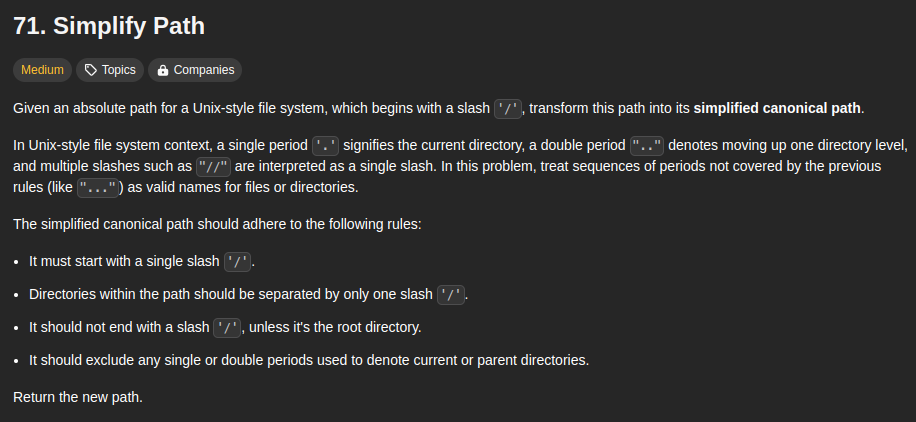 71. Simplify Path
Medium Topics Companies
Given an absolute path for a Unix-style file system, which begins with a slash '/', transform this path into its simplified canonical path.
In Unix-style file system context, a single period '.' signifies the current directory, a double period ".." denotes moving up one directory level,
and multiple slashes such as "//" are interpreted as a single slash. In this problem, treat sequences of periods not covered by the previous
rules (like "...") as valid names for files or directories.
The simplified canonical path should adhere to the following rules:
• It must start with a single slash '/'.
• Directories within the path should be separated by only one slash '/'.
• It should not end with a slash '/', unless it's the root directory.
• It should exclude any single or double periods used to denote current or parent directories.
Return the new path.